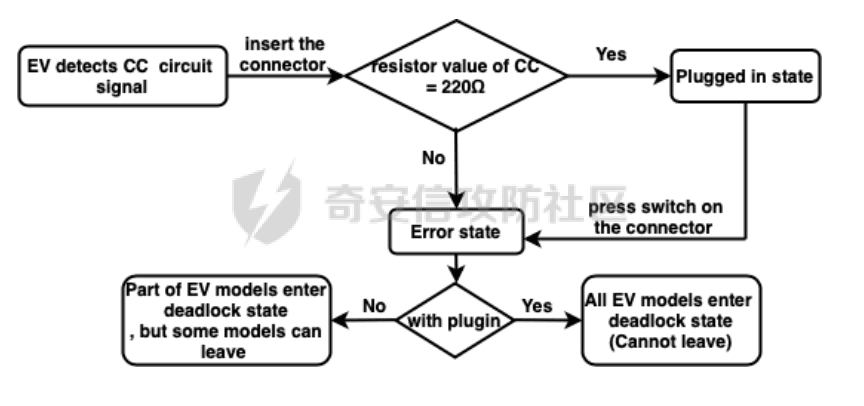 EV detects CC circuit
signal
insert the
connector
resistor value of CC
= 220Ω
Yes
Plugged in state
No
奇安信攻防社区
press switch on
the connector
Error state
Part of EV models enter
deadlock state
, but some models can
leave
No
with plugin
Yes
All EV models enter
deadlock state
(Cannot leave)